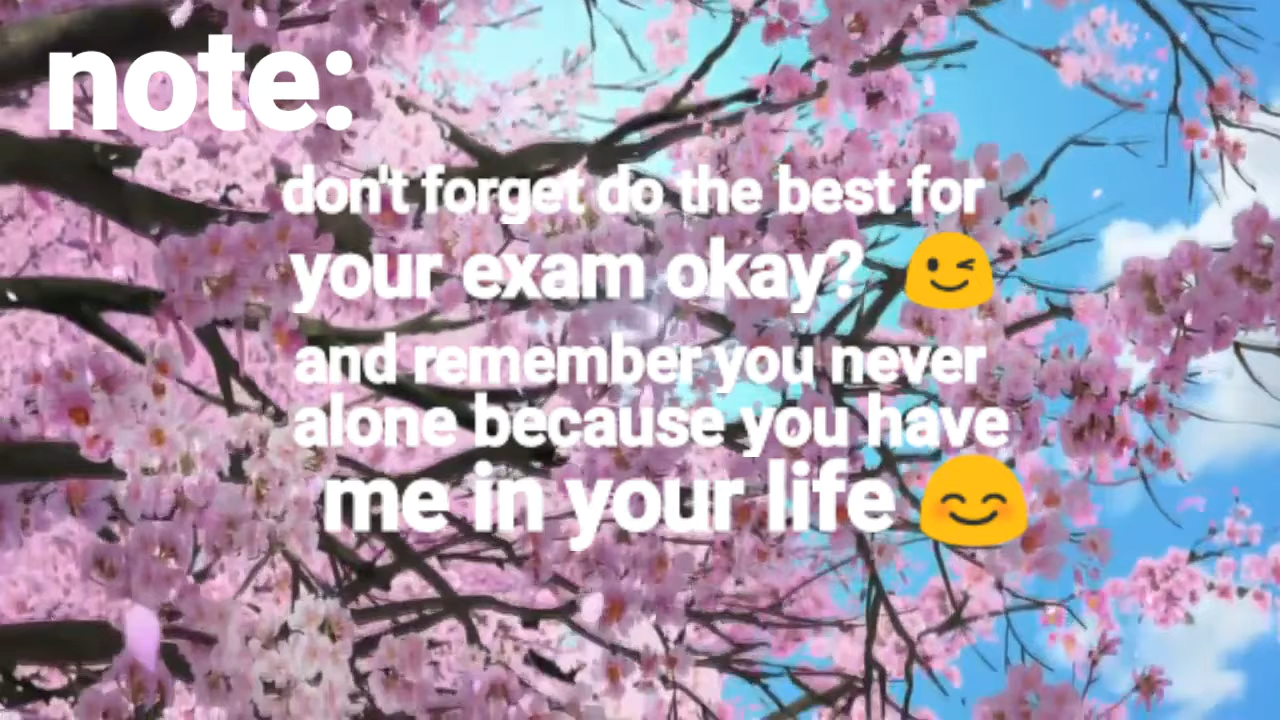 note:
don't forget do the best for
your exam okay? 😉
and remember you never
alone because you have
me in your life 😊